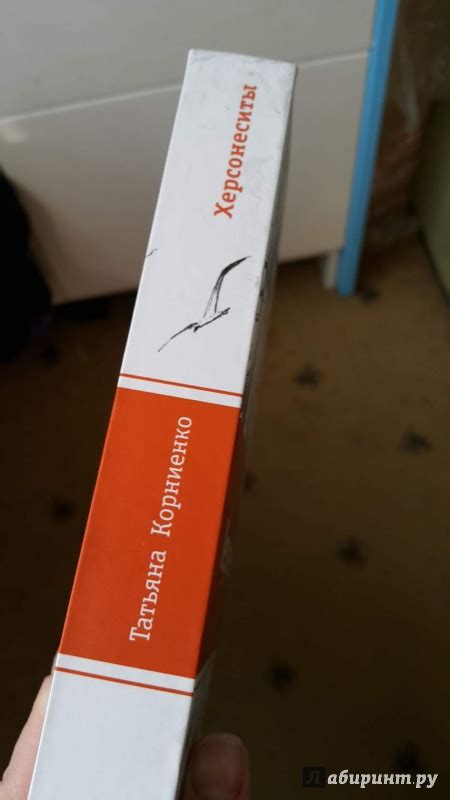 Херсонеситы
Татьяна Корниенко
Лабиринт.ру